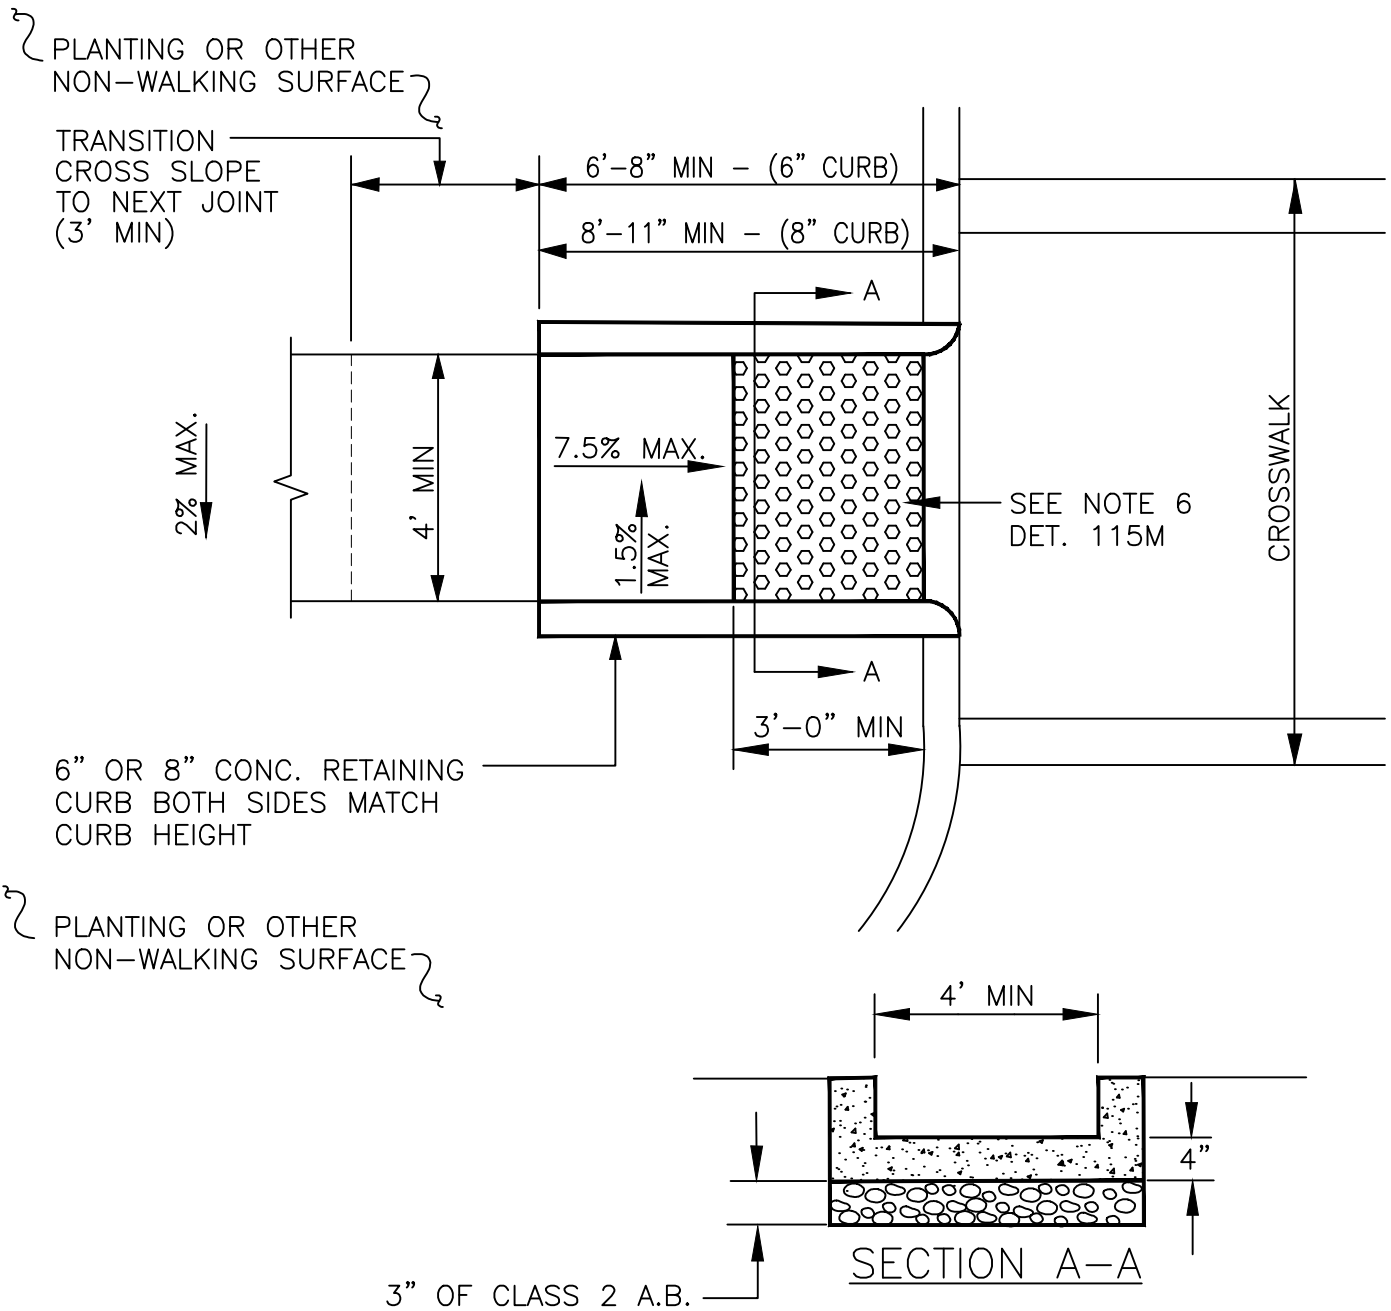 PLANTING OR OTHER
NON-WALKING SURFACE
TRANSITION
CROSS SLOPE
TO NEXT JOINT
(3' MIN)
6'-8" MIN - (6" CURB)
8'-11" MIN - (8" CURB)
A
2% MAX.
4' MIN
7.5% MAX.
1.5%
MAX.
SEE NOTE 6
DET. 115M
CROSSWALK
A
3'-0" MIN
6" OR 8" CONC. RETAINING
CURB BOTH SIDES MATCH
CURB HEIGHT
PLANTING OR OTHER
NON-WALKING SURFACE
4' MIN
4"
SECTION A-A
3" OF CLASS 2 A.B.